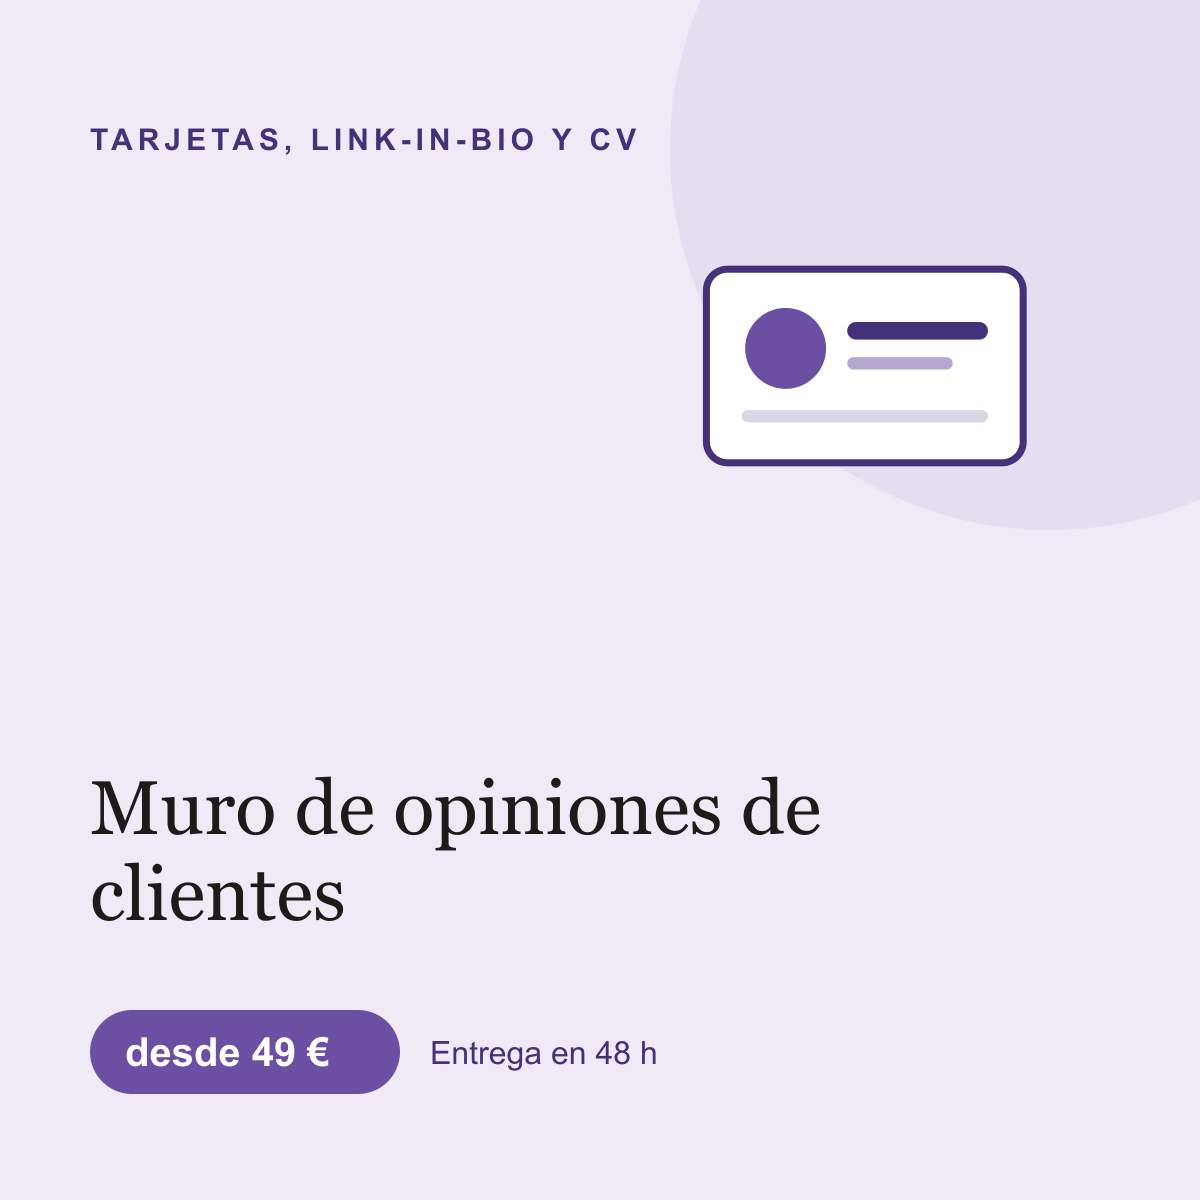 TARJETAS, LINK-IN-BIO Y CV
Muro de opiniones de
clientes
desde 49 €
Entrega en 48 h